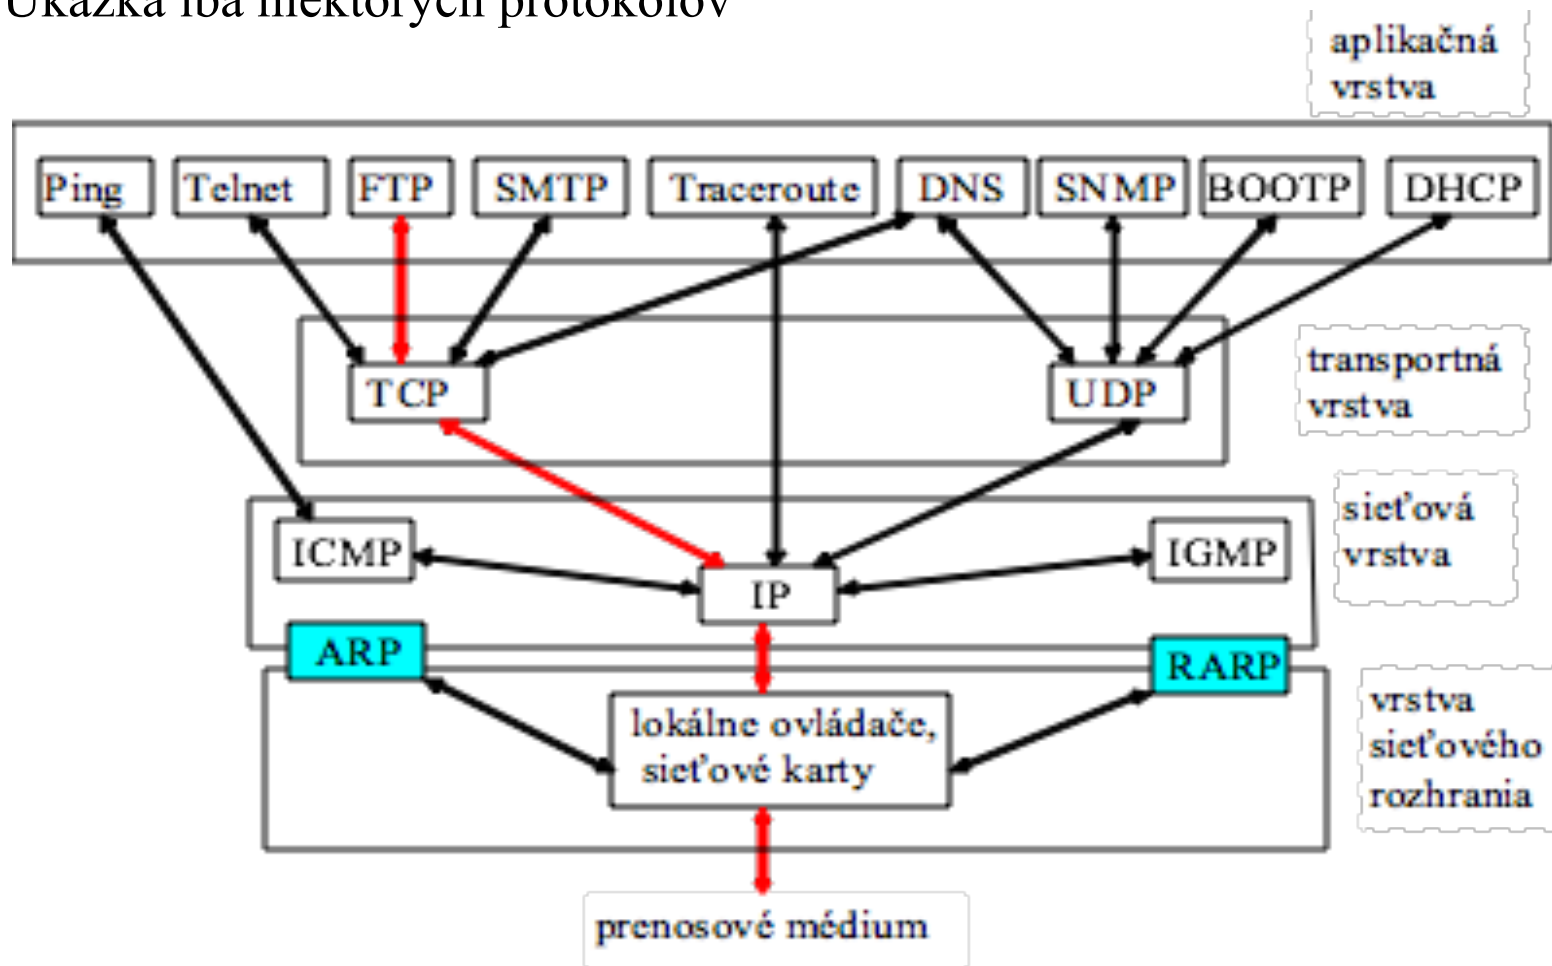 Ukážka iba niektorých protokolov
aplikačná
vrstva
Ping Telnet FTP SMTP Traceroute DNS SNMP BOOTP DHCP
TCP UDP
transportná
vrstva
sieťová
vrstva
ICMP IP IGMP
ARP RARP
lokálne ovládače,
sieťové karty
vrstva
sieťového
rozhrania
prenosové médium